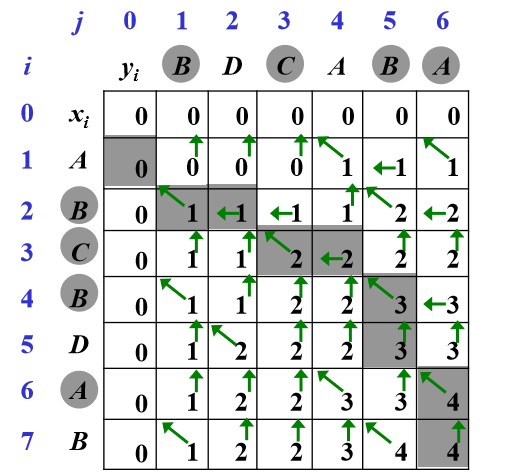 j 0 1 2 3 4 5 6
i yᵢ B D C A B A
0 xᵢ 0 0 0 0 0 0 0
1 A 0 0 0 0 1 1 1
2 B 0 1 1 1 1 2 2
3 C 0 1 1 2 2 2 2
4 B 0 1 1 2 2 3 3
5 D 0 1 2 2 2 3 3
6 A 0 1 2 2 3 3 4
7 B 0 1 2 2 3 4 4